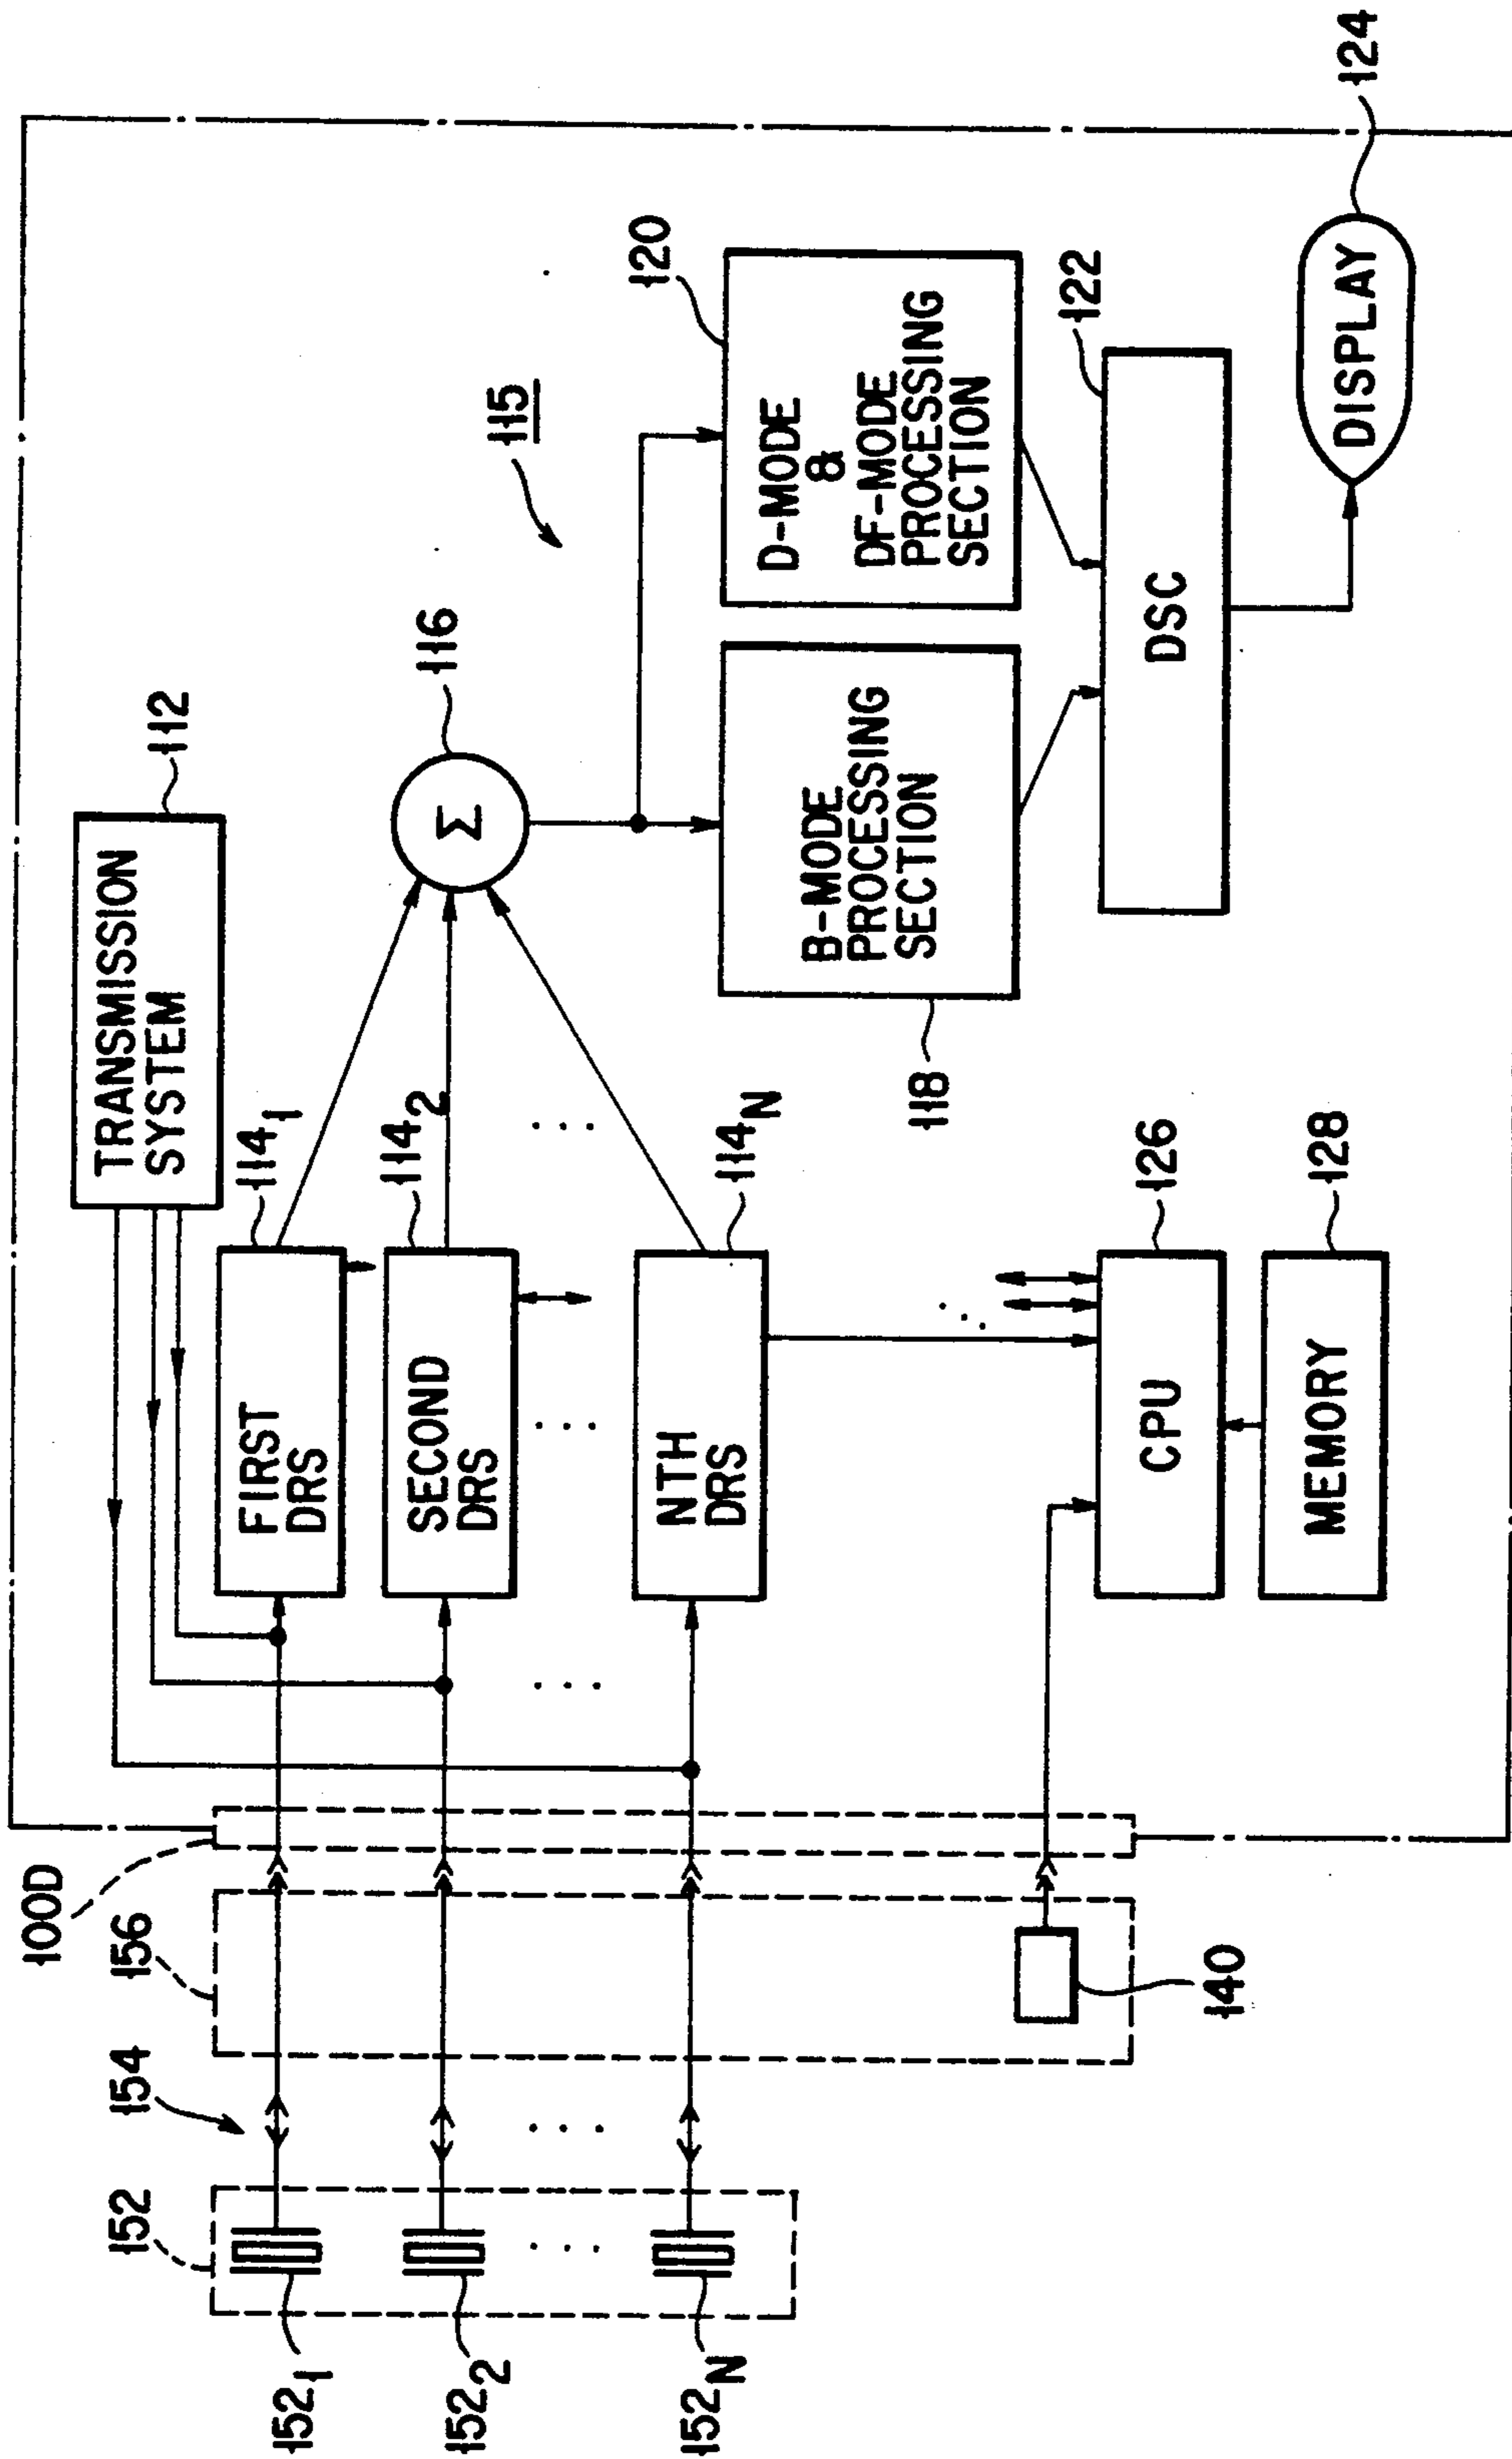 112
TRANSMISSION
SYSTEM
114₁
FIRST
DRS
114₂
SECOND
DRS
. . .
114N
NTH
DRS
116
Σ
115
120
D-MODE
&
DF-MODE
PROCESSING
SECTION
B-MODE
PROCESSING
SECTION
118
122
DSC
124
DISPLAY
126
CPU
128
MEMORY
100D
156
140
154
152
152₁
152₂
152N